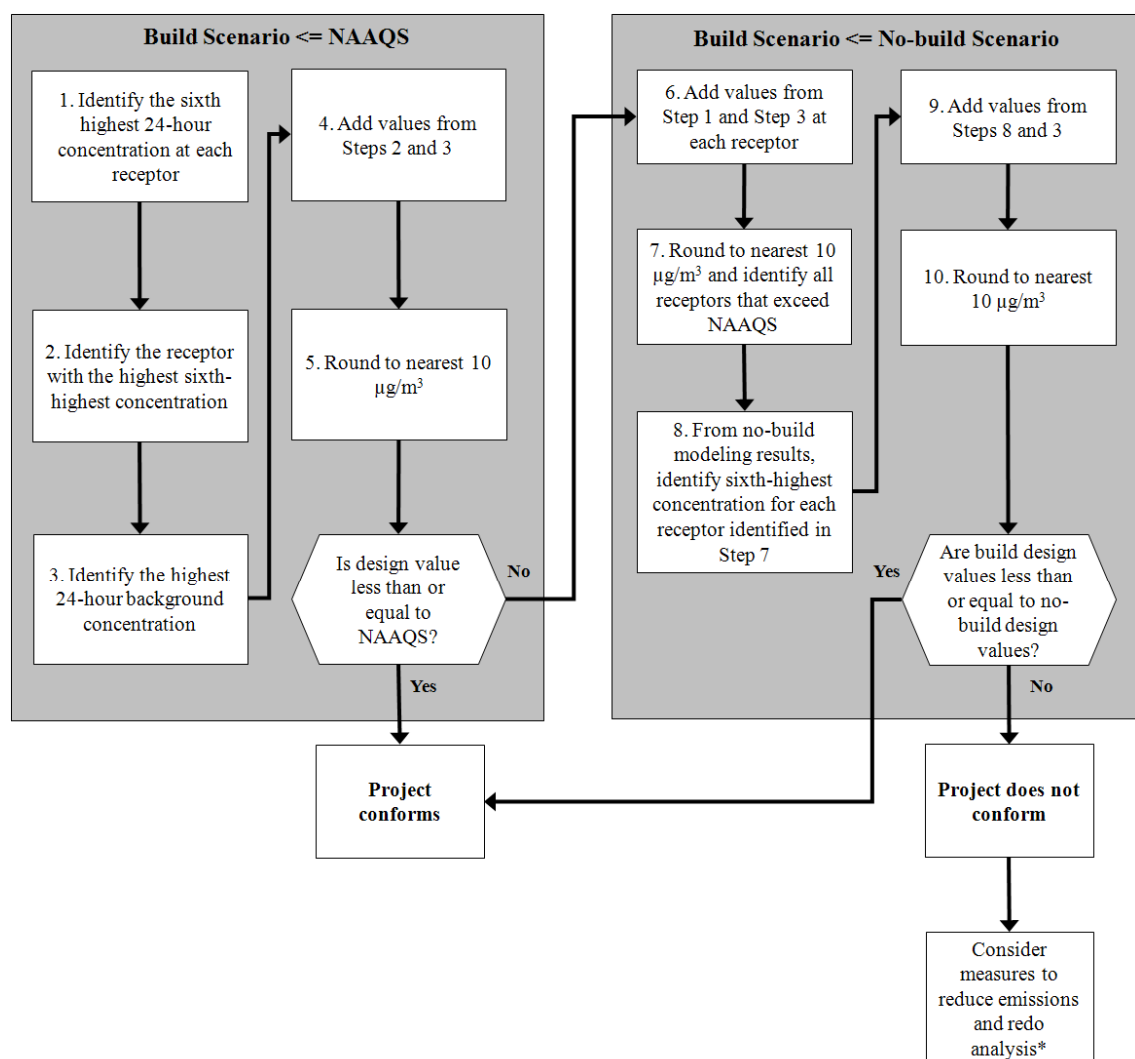 Build Scenario <= NAAQS
1. Identify the sixth
highest 24-hour
concentration at each
receptor
2. Identify the receptor
with the highest sixth-
highest concentration
3. Identify the highest
24-hour background
concentration
4. Add values from
Steps 2 and 3
5. Round to nearest 10
µg/m³
Is design value
less than or
equal to
NAAQS?
No
Yes
Build Scenario <= No-build Scenario
6. Add values from
Step 1 and Step 3 at
each receptor
7. Round to nearest 10
µg/m³ and identify all
receptors that exceed
NAAQS
8. From no-build
modeling results,
identify sixth-highest
concentration for each
receptor identified in
Step 7
9. Add values from
Steps 8 and 3
10. Round to nearest
10 µg/m³
Are build design
values less than
or equal to no-
build design
values?
Yes
No
Project
conforms
Project does not
conform
Consider
measures to
reduce emissions
and redo
analysis*